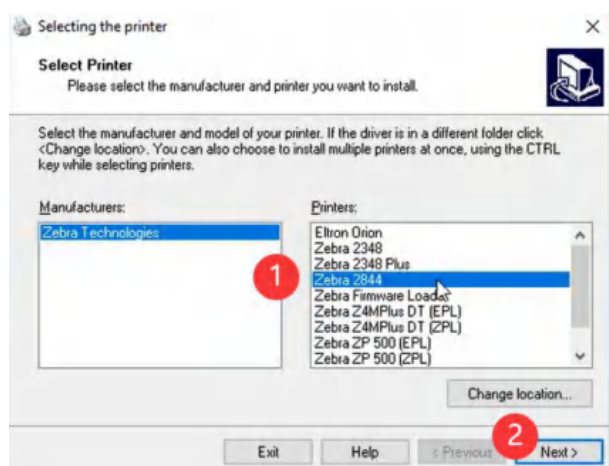 Selecting the printer
Select Printer
Please select the manufacturer and printer you want to install.
Select the manufacturer and model of your printer. If the driver is in a different folder click
<Change location>. You can also choose to install multiple printers at once, using the CTRL
key while selecting printers.
Manufacturers:
Zebra Technologies
Printers:
Eltron Orion
Zebra 2348
Zebra 2348 Plus
1
Zebra 2844
Zebra Firmware Loader
Zebra Z4MPlus DT (EPL)
Zebra Z4MPlus DT (ZPL)
Zebra ZP 500 (EPL)
Zebra ZP 500 (ZPL)
Change location...
2
Exit
Help
< Previous
Next >